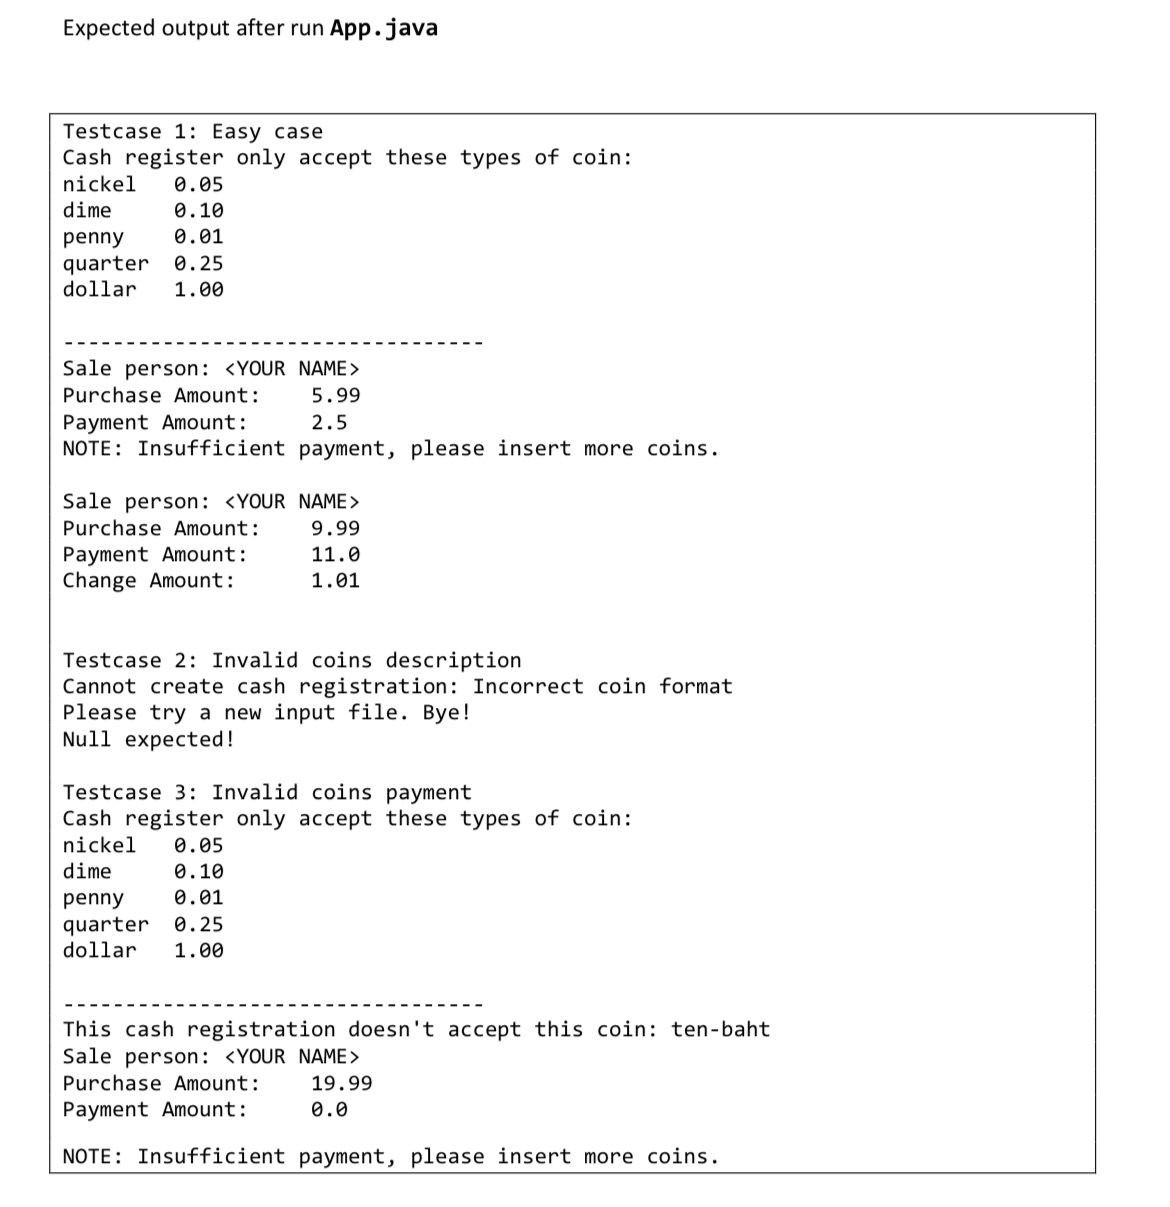 Expected output after run App.java
Testcase 1: Easy case
Cash register only accept these types of coin:
nickel   0.05
dime     0.10
penny    0.01
quarter  0.25
dollar   1.00
----------------------------------
Sale person: <YOUR NAME>
Purchase Amount:    5.99
Payment Amount:     2.5
NOTE: Insufficient payment, please insert more coins.
Sale person: <YOUR NAME>
Purchase Amount:    9.99
Payment Amount:     11.0
Change Amount:      1.01
Testcase 2: Invalid coins description
Cannot create cash registration: Incorrect coin format
Please try a new input file. Bye!
Null expected!
Testcase 3: Invalid coins payment
Cash register only accept these types of coin:
nickel   0.05
dime     0.10
penny    0.01
quarter  0.25
dollar   1.00
----------------------------------
This cash registration doesn't accept this coin: ten-baht
Sale person: <YOUR NAME>
Purchase Amount:    19.99
Payment Amount:     0.0
NOTE: Insufficient payment, please insert more coins.